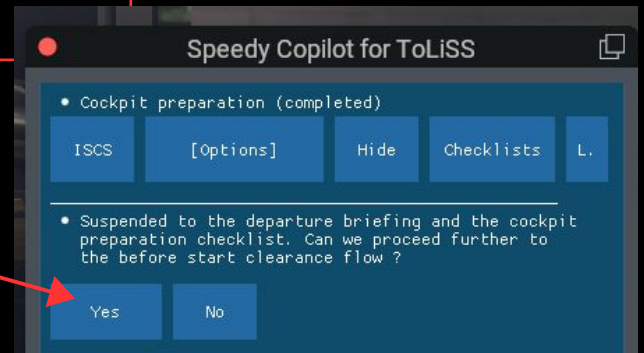 Speedy Copilot for ToLiSS
Cockpit preparation (completed)
ISCS [Options] Hide Checklists L.
Suspended to the departure briefing and the cockpit
preparation checklist. Can we proceed further to
the before start clearance flow ?
Yes No